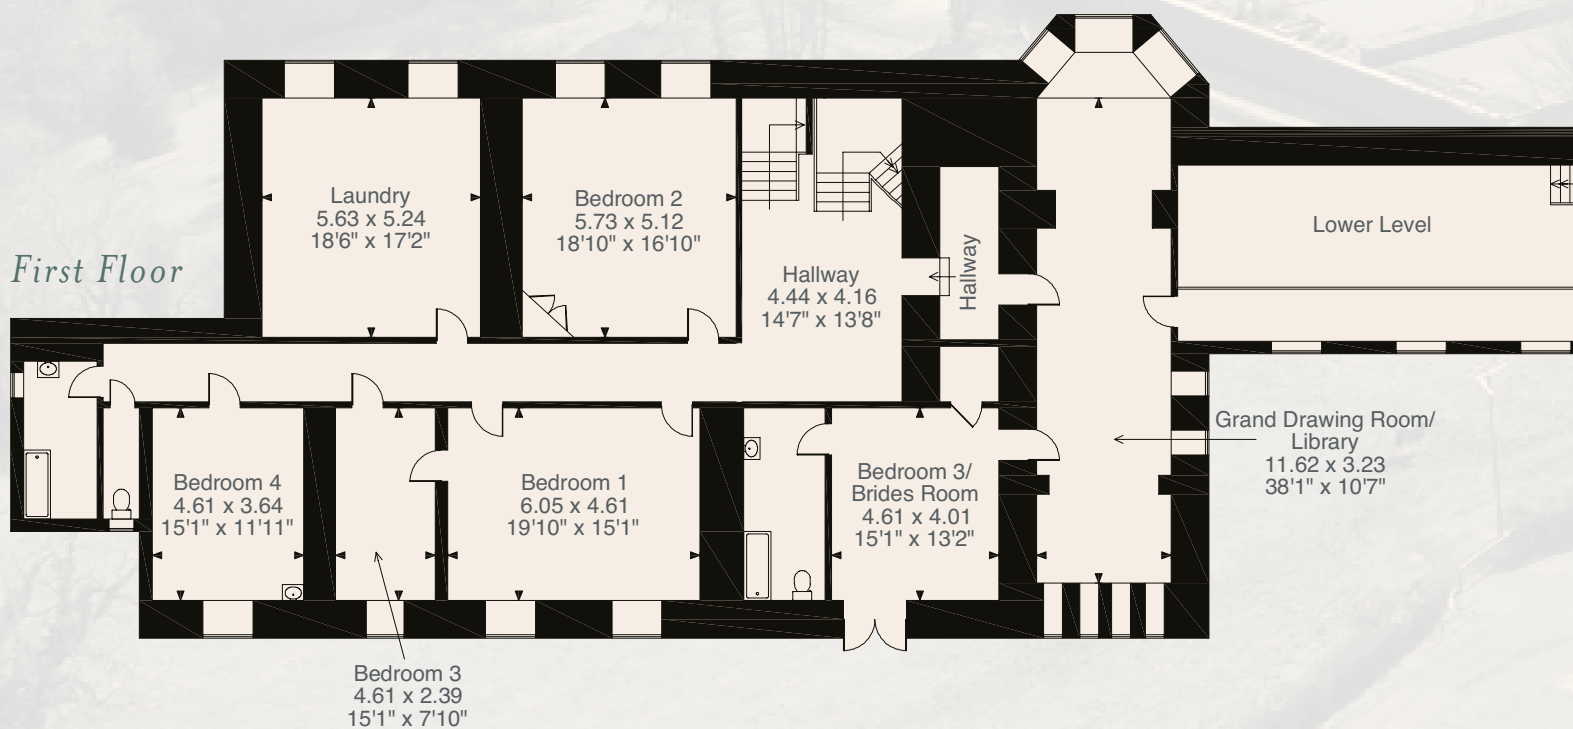 First Floor
Laundry
5.63 x 5.24
18'6" x 17'2"
Bedroom 2
5.73 x 5.12
18'10" x 16'10"
Hallway
4.44 x 4.16
14'7" x 13'8"
Hallway
Lower Level
Grand Drawing Room/
Library
11.62 x 3.23
38'1" x 10'7"
Bedroom 4
4.61 x 3.64
15'1" x 11'11"
Bedroom 1
6.05 x 4.61
19'10" x 15'1"
Bedroom 3/
Brides Room
4.61 x 4.01
15'1" x 13'2"
Bedroom 3
4.61 x 2.39
15'1" x 7'10"